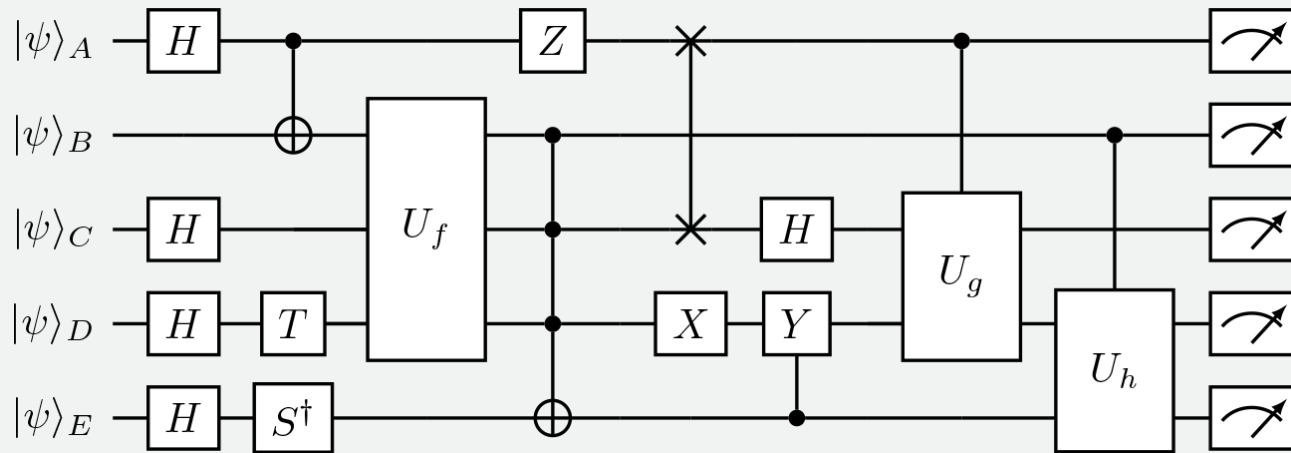 |ψ⟩_A H Z
|ψ⟩_B
|ψ⟩_C H U_f H U_g
|ψ⟩_D H T X Y U_h
|ψ⟩_E H S†